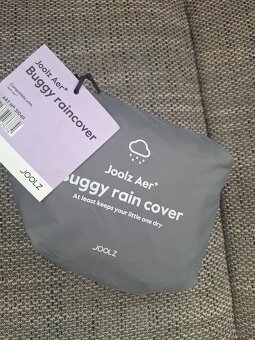 Joolz Aer+
Buggy raincover
JOOLZ
Joolz Aer+
Buggy rain cover
At least keeps your little one dry
JOOLZ